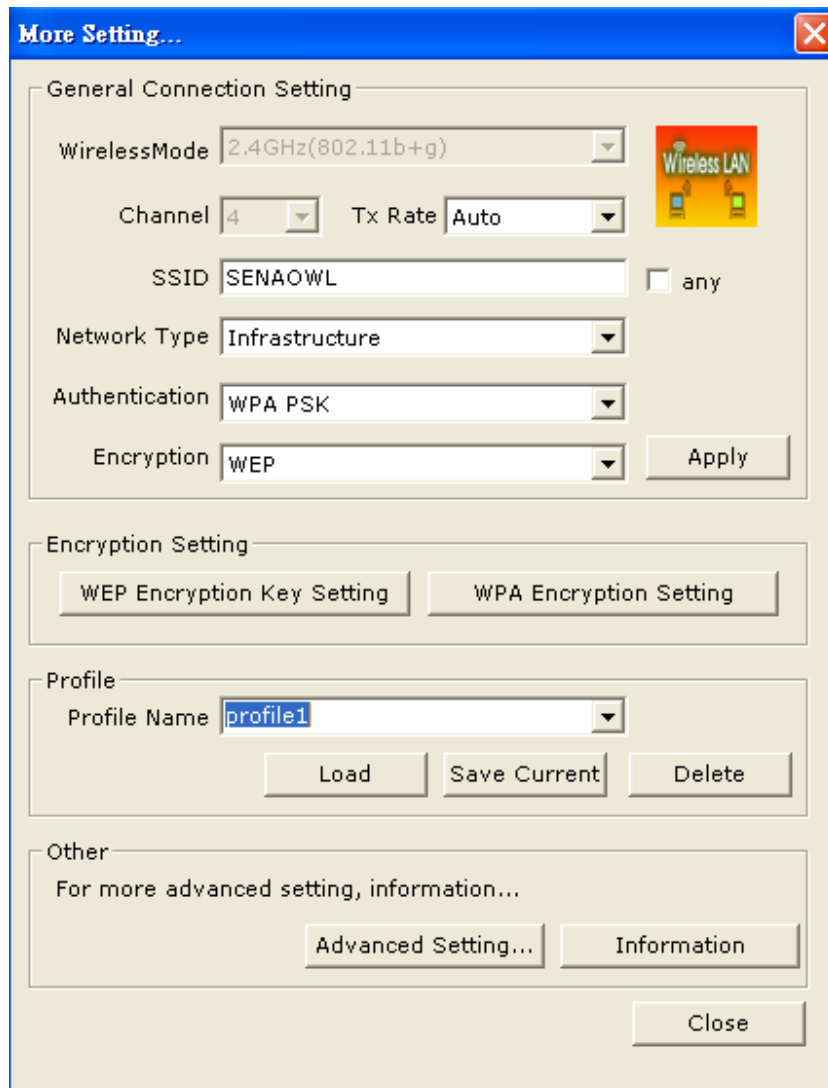 More Setting...
General Connection Setting
WirelessMode 2.4GHz(802.11b+g)
Wireless LAN
Channel 4 Tx Rate Auto
SSID SENAOWL any
Network Type Infrastructure
Authentication WPA PSK
Encryption WEP Apply
Encryption Setting
WEP Encryption Key Setting WPA Encryption Setting
Profile
Profile Name profile1
Load Save Current Delete
Other
For more advanced setting, information...
Advanced Setting... Information
Close